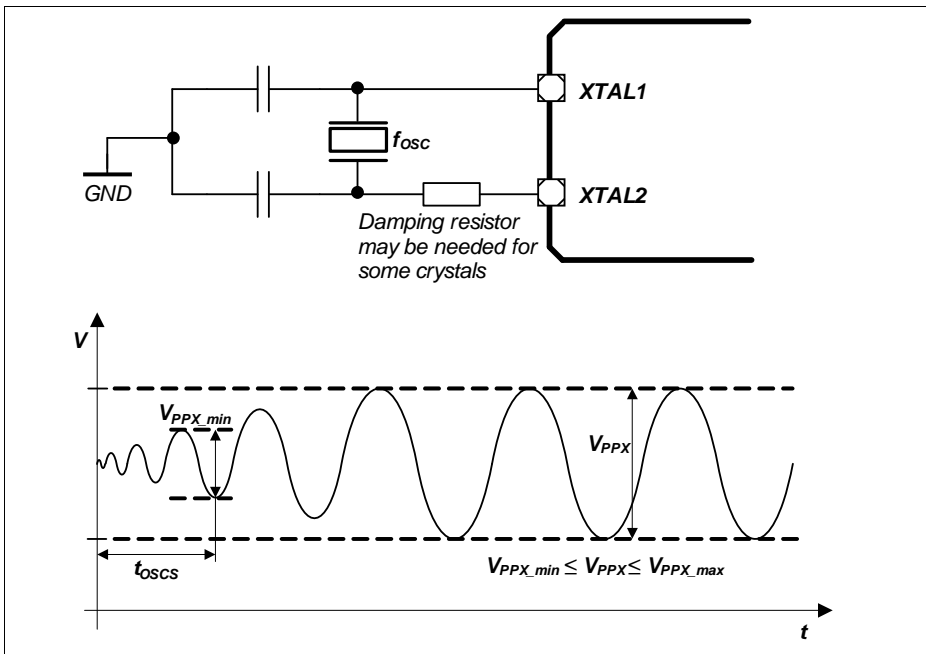 XTAL1
fOSC
GND
XTAL2
Damping resistor
may be needed for
some crystals
V
VPPX_min
VPPX
tOSCS
VPPX_min ≤ VPPX ≤ VPPX_max
t